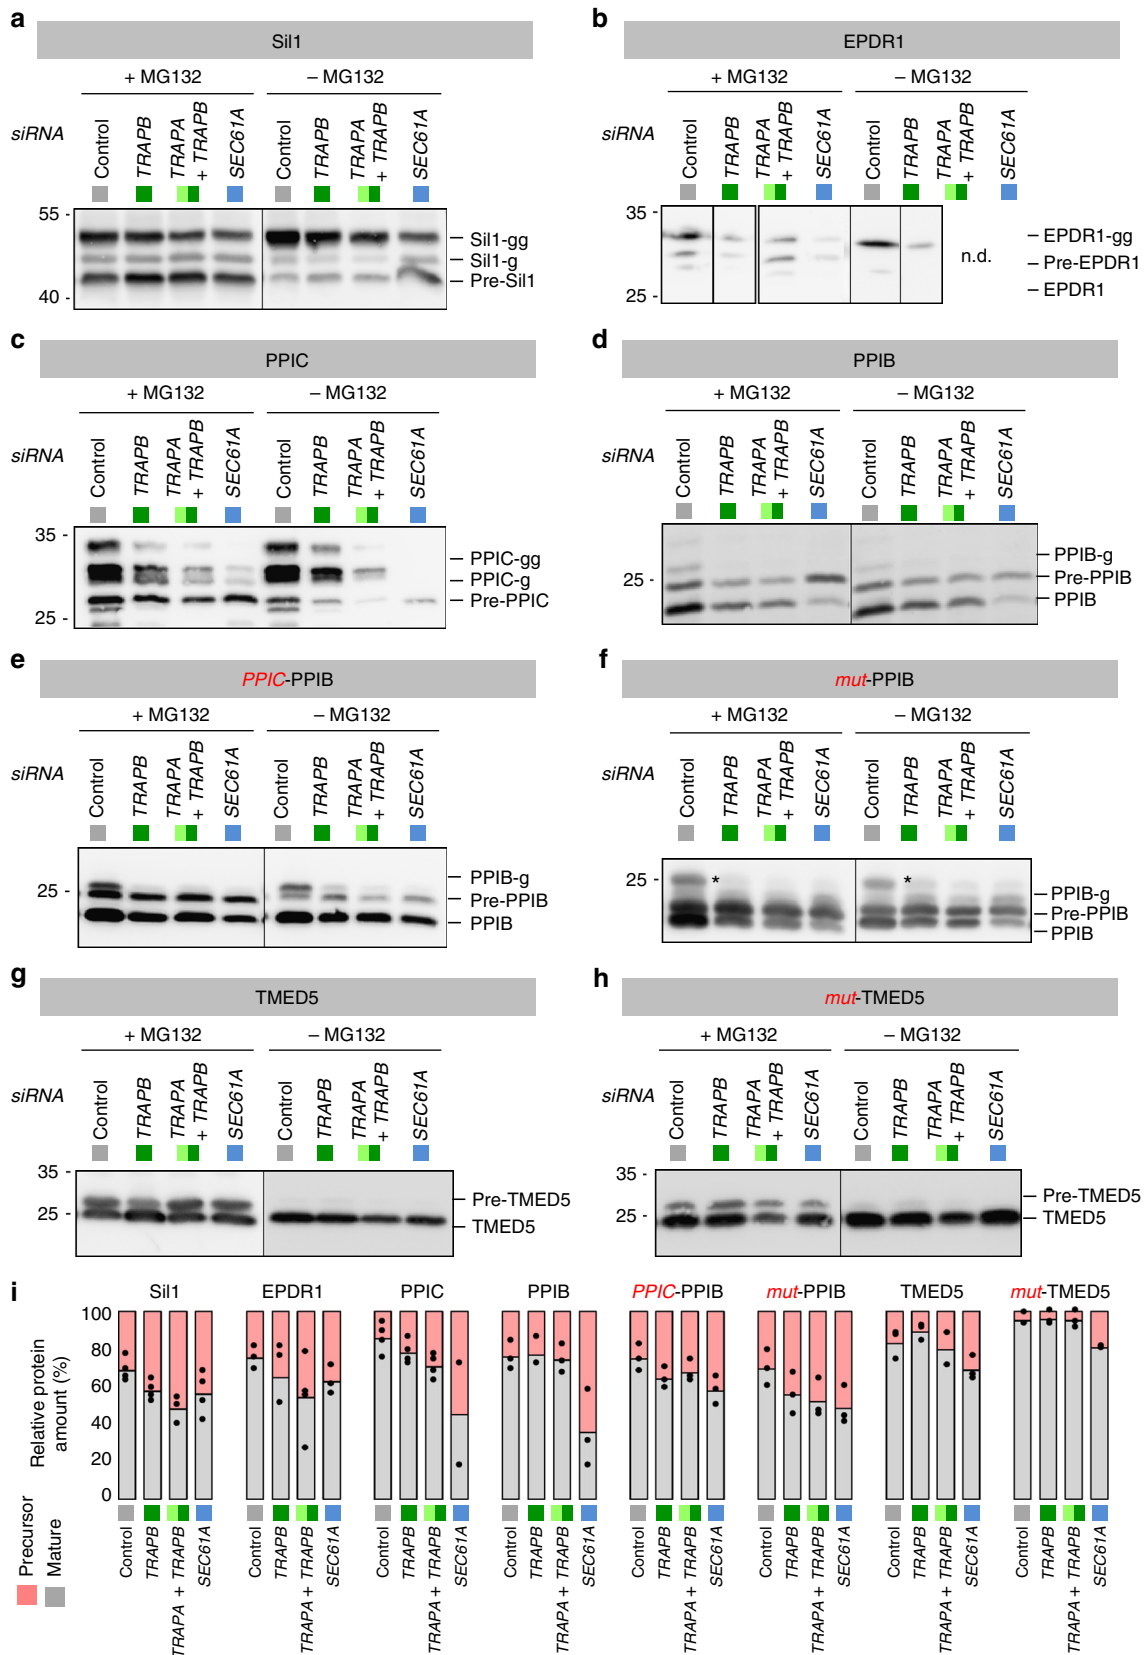 a
Sil1
+ MG132
– MG132
siRNA
Control
TRAPB
TRAPA
+ TRAPB
SEC61A
Control
TRAPB
TRAPA
+ TRAPB
SEC61A
55 -
40 -
Sil1-gg
Sil1-g
Pre-Sil1
b
EPDR1
+ MG132
– MG132
siRNA
Control
TRAPB
TRAPA
+ TRAPB
SEC61A
Control
TRAPB
TRAPA
+ TRAPB
SEC61A
35 -
25 -
n.d.
EPDR1-gg
Pre-EPDR1
EPDR1
c
PPIC
+ MG132
– MG132
siRNA
Control
TRAPB
TRAPA
+ TRAPB
SEC61A
Control
TRAPB
TRAPA
+ TRAPB
SEC61A
35 -
25 -
PPIC-gg
PPIC-g
Pre-PPIC
d
PPIB
+ MG132
– MG132
siRNA
Control
TRAPB
TRAPA
+ TRAPB
SEC61A
Control
TRAPB
TRAPA
+ TRAPB
SEC61A
25 -
PPIB-g
Pre-PPIB
PPIB
e
PPIC-PPIB
+ MG132
– MG132
siRNA
Control
TRAPB
TRAPA
+ TRAPB
SEC61A
Control
TRAPB
TRAPA
+ TRAPB
SEC61A
25 -
PPIB-g
Pre-PPIB
PPIB
f
mut-PPIB
+ MG132
– MG132
siRNA
Control
TRAPB
TRAPA
+ TRAPB
SEC61A
Control
TRAPB
TRAPA
+ TRAPB
SEC61A
25 -
*
*
PPIB-g
Pre-PPIB
PPIB
g
TMED5
+ MG132
– MG132
siRNA
Control
TRAPB
TRAPA
+ TRAPB
SEC61A
Control
TRAPB
TRAPA
+ TRAPB
SEC61A
35 -
25 -
Pre-TMED5
TMED5
h
mut-TMED5
+ MG132
– MG132
siRNA
Control
TRAPB
TRAPA
+ TRAPB
SEC61A
Control
TRAPB
TRAPA
+ TRAPB
SEC61A
35 -
25 -
Pre-TMED5
TMED5
i
Sil1
EPDR1
PPIC
PPIB
PPIC-PPIB
mut-PPIB
TMED5
mut-TMED5
Relative protein
amount (%)
100
80
60
40
20
0
Precursor
Mature
Control
TRAPB
TRAPA + TRAPB
SEC61A
Control
TRAPB
TRAPA + TRAPB
SEC61A
Control
TRAPB
TRAPA + TRAPB
SEC61A
Control
TRAPB
TRAPA + TRAPB
SEC61A
Control
TRAPB
TRAPA + TRAPB
SEC61A
Control
TRAPB
TRAPA + TRAPB
SEC61A
Control
TRAPB
TRAPA + TRAPB
SEC61A
Control
TRAPB
TRAPA + TRAPB
SEC61A